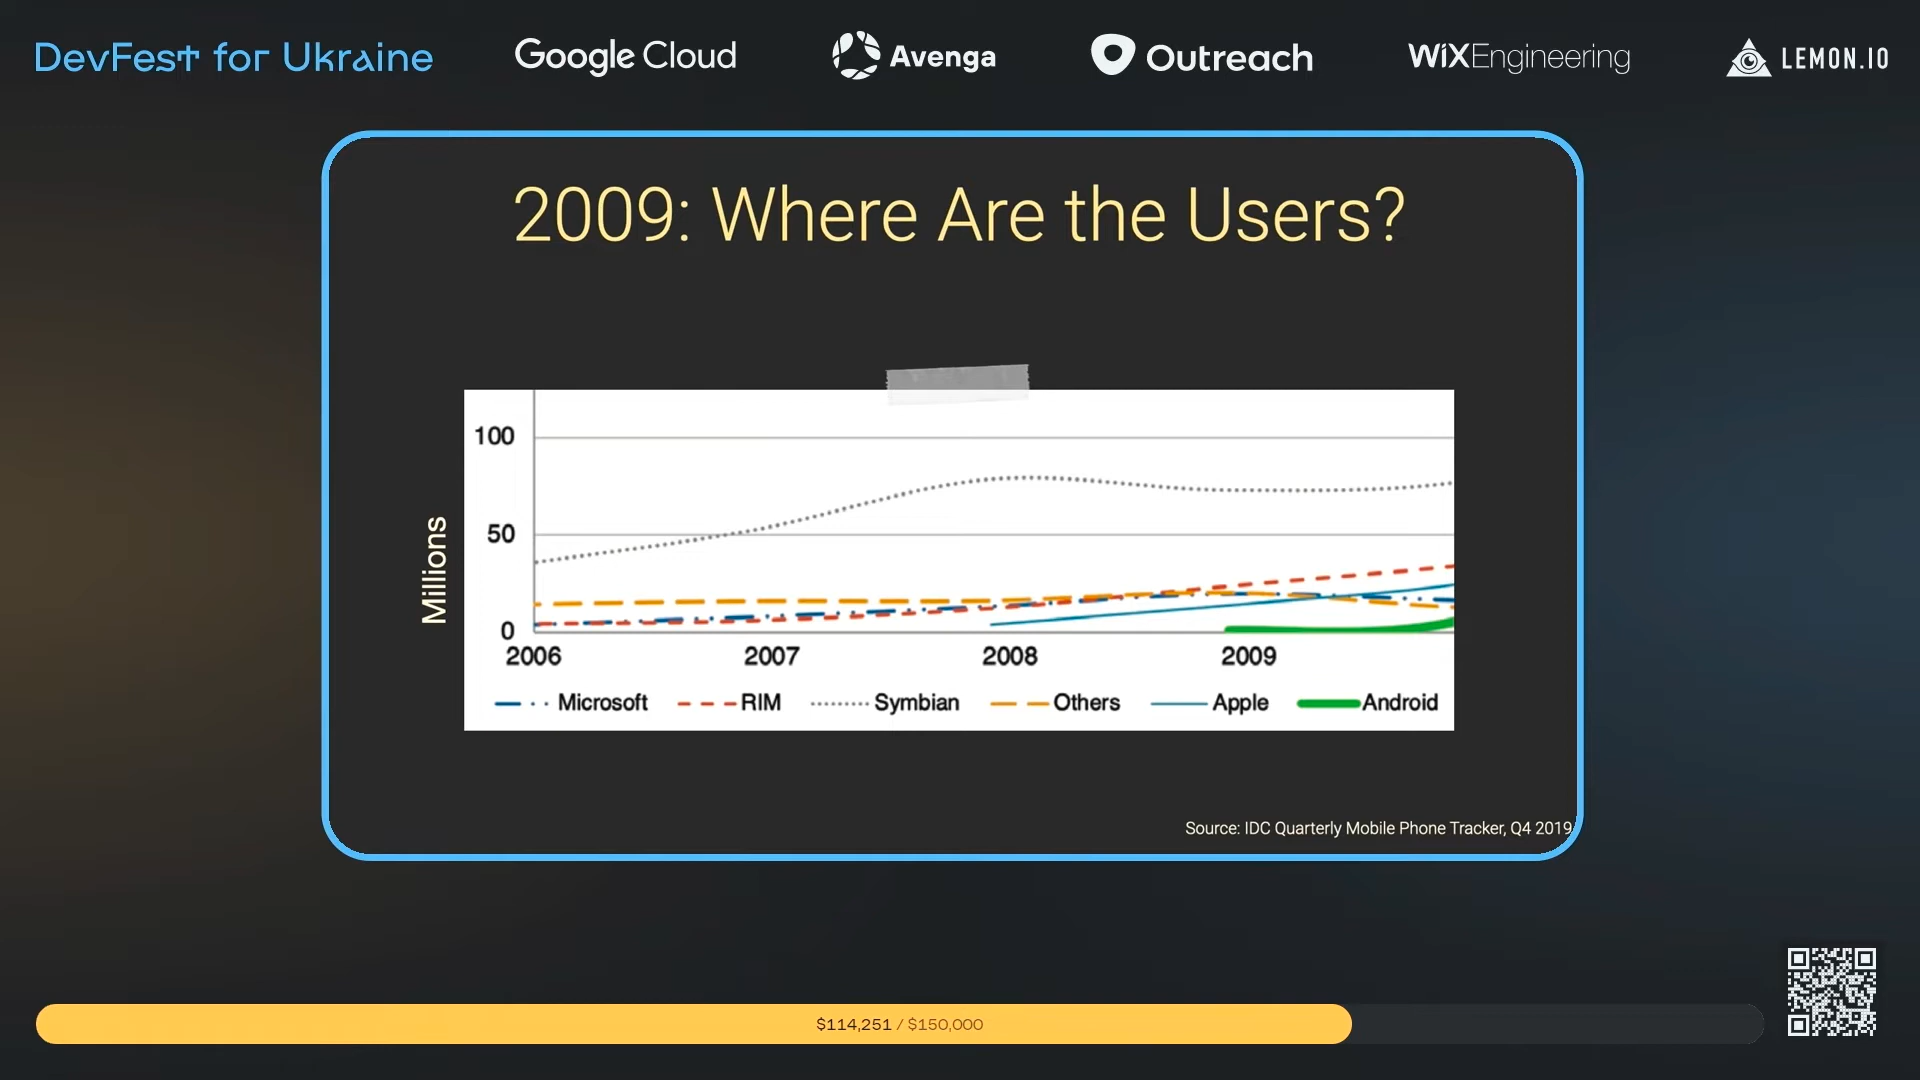 DevFest for Ukraine
Google Cloud
Avenga
Outreach
WiXEngineering
LEMON.IO
2009: Where Are the Users?
Millions
100
50
0
2006 2007 2008 2009
Microsoft RIM Symbian Others Apple Android
Source: IDC Quarterly Mobile Phone Tracker, Q4 2019
$114,251 / $150,000